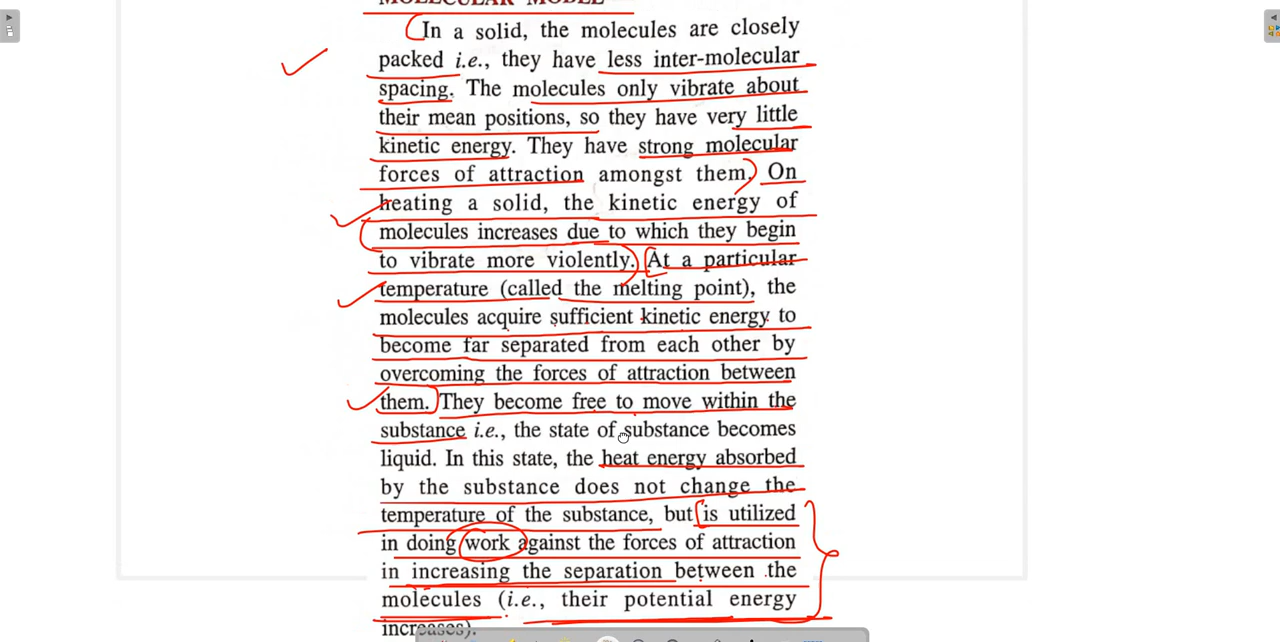 MOLECULAR MODEL
In a solid, the molecules are closely
packed i.e., they have less inter-molecular
spacing. The molecules only vibrate about
their mean positions, so they have very little
kinetic energy. They have strong molecular
forces of attraction amongst them. On
heating a solid, the kinetic energy of
molecules increases due to which they begin
to vibrate more violently. At a particular
temperature (called the melting point), the
molecules acquire sufficient kinetic energy to
become far separated from each other by
overcoming the forces of attraction between
them. They become free to move within the
substance i.e., the state of substance becomes
liquid. In this state, the heat energy absorbed
by the substance does not change the
temperature of the substance, but is utilized
in doing work against the forces of attraction
in increasing the separation between the
molecules (i.e., their potential energy
increases).